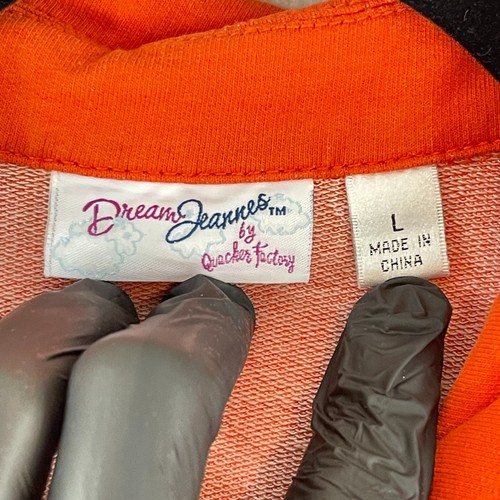 Dream Jeannes™
by
Quacker Factory
L
MADE IN
CHINA